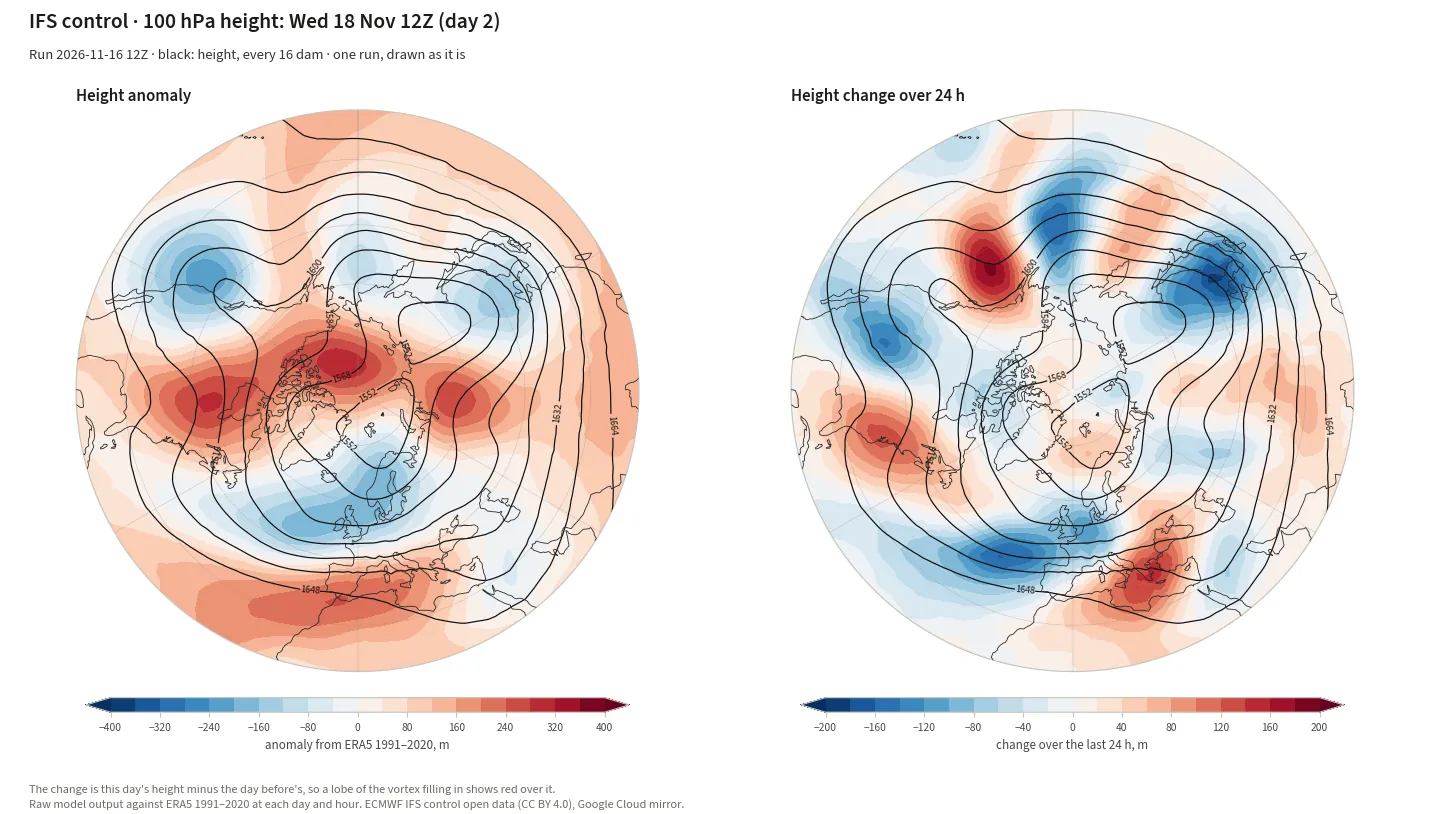 IFS control · 100 hPa height: Wed 18 Nov 12Z (day 2)
Run 2026-11-16 12Z · black: height, every 16 dam · one run, drawn as it is
Height anomaly
Height change over 24 h
1600
1584
1568
1552
1552
1552
1616
1632
1664
1648
1600
1584
1568
1552
1552
1552
1616
1632
1664
1648
−400 −320 −240 −160 −80 0 80 160 240 320 400
anomaly from ERA5 1991–2020, m
−200 −160 −120 −80 −40 0 40 80 120 160 200
change over the last 24 h, m
The change is this day's height minus the day before's, so a lobe of the vortex filling in shows red over it.
Raw model output against ERA5 1991–2020 at each day and hour. ECMWF IFS control open data (CC BY 4.0), Google Cloud mirror.